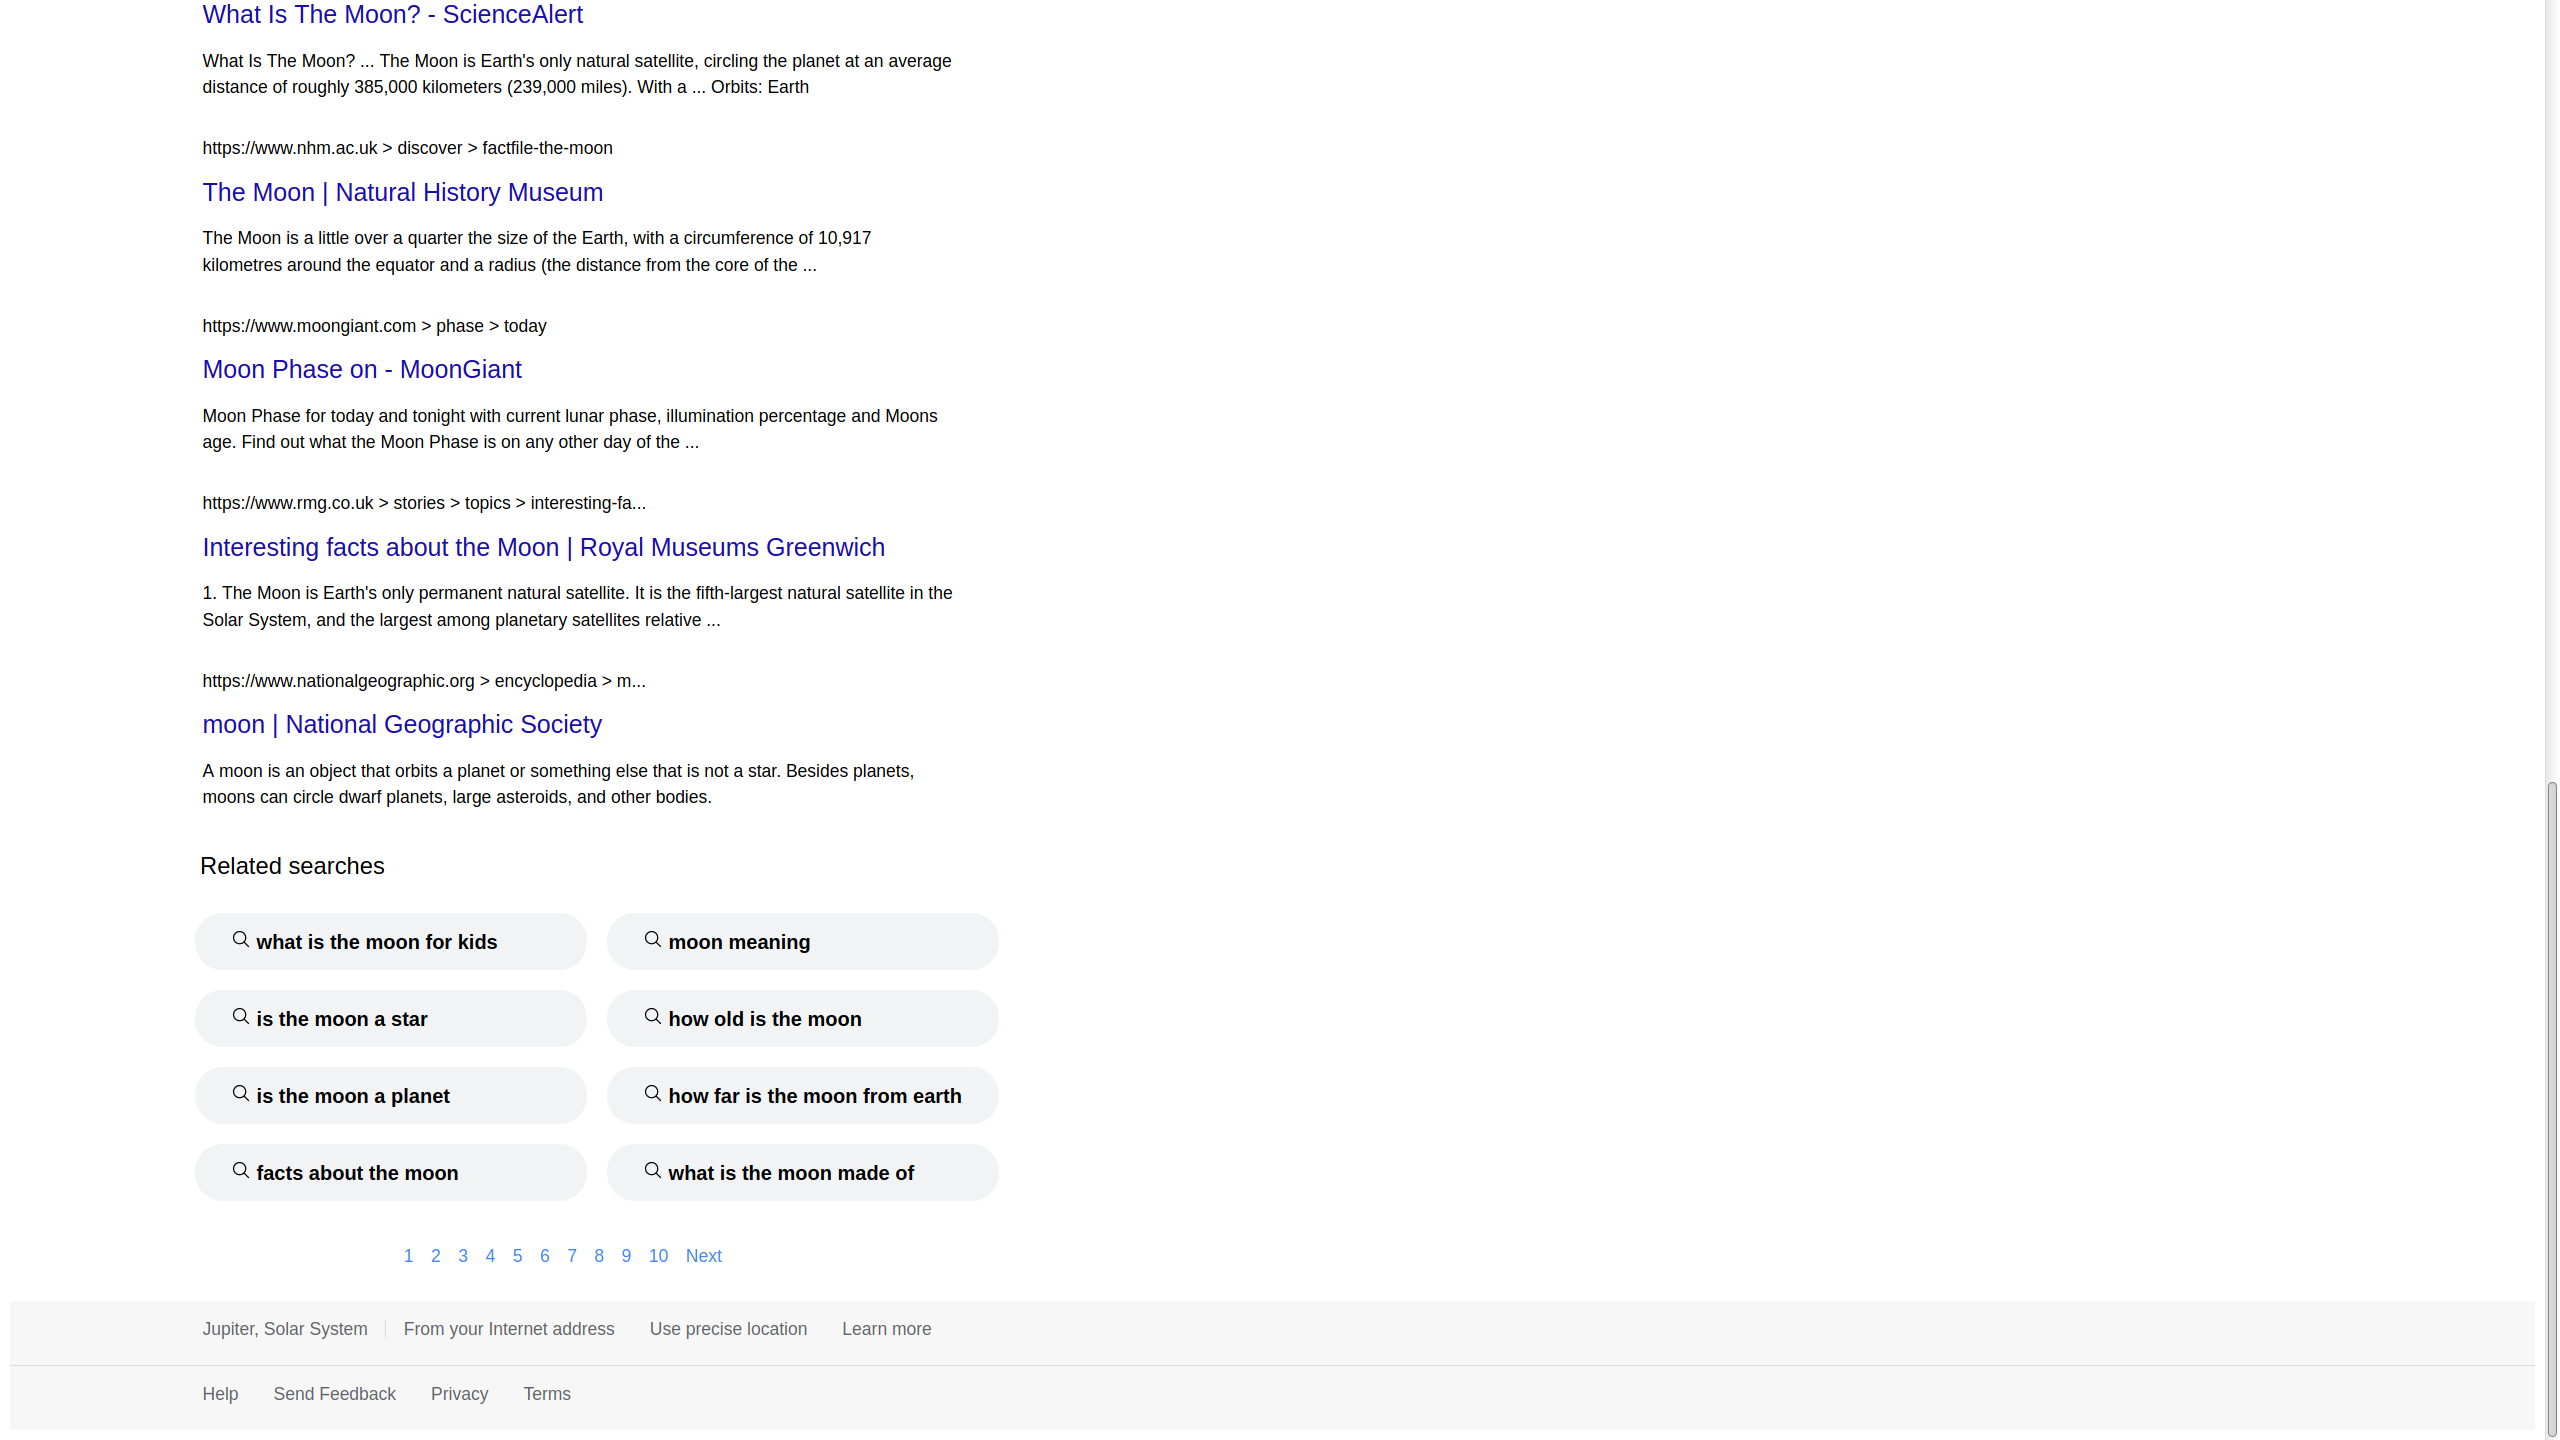 What Is The Moon? - ScienceAlert
What Is The Moon? ... The Moon is Earth's only natural satellite, circling the planet at an average
distance of roughly 385,000 kilometers (239,000 miles). With a ... Orbits: Earth
https://www.nhm.ac.uk > discover > factfile-the-moon
The Moon | Natural History Museum
The Moon is a little over a quarter the size of the Earth, with a circumference of 10,917
kilometres around the equator and a radius (the distance from the core of the ...
https://www.moongiant.com > phase > today
Moon Phase on - MoonGiant
Moon Phase for today and tonight with current lunar phase, illumination percentage and Moons
age. Find out what the Moon Phase is on any other day of the ...
https://www.rmg.co.uk > stories > topics > interesting-fa...
Interesting facts about the Moon | Royal Museums Greenwich
1. The Moon is Earth's only permanent natural satellite. It is the fifth-largest natural satellite in the
Solar System, and the largest among planetary satellites relative ...
https://www.nationalgeographic.org > encyclopedia > m...
moon | National Geographic Society
A moon is an object that orbits a planet or something else that is not a star. Besides planets,
moons can circle dwarf planets, large asteroids, and other bodies.
Related searches
what is the moon for kids
moon meaning
is the moon a star
how old is the moon
is the moon a planet
how far is the moon from earth
facts about the moon
what is the moon made of
1 2 3 4 5 6 7 8 9 10 Next
Jupiter, Solar System From your Internet address Use precise location Learn more
Help Send Feedback Privacy Terms